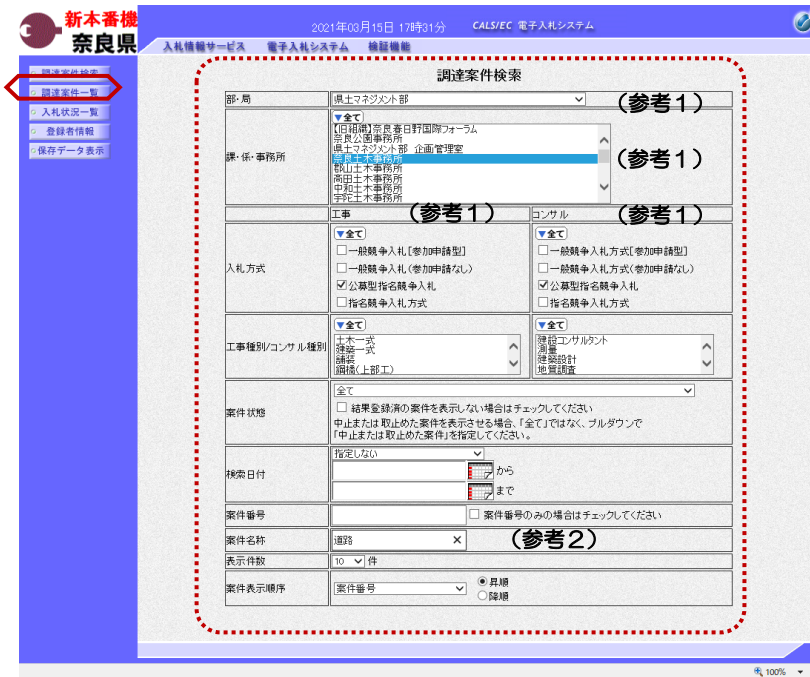 新本番機
奈良県
2021年03月15日 17時31分 CALS/EC 電子入札システム
入札情報サービス 電子入札システム 検証機能
調達案件検索
調達案件一覧
入札状況一覧
登録者情報
保存データ表示
調達案件検索
部・局 県土マネジメント部 (参考1)
課・係・事務所
▼全て
【旧組織】奈良春日野国際フォーラム
奈良公園事務所
県土マネジメント部 企画管理室
奈良土木事務所
郡山土木事務所
高田土木事務所
中和土木事務所
宇陀土木事務所
(参考1)
工事 (参考1) コンサル (参考1)
入札方式
▼全て
□一般競争入札[参加申請型]
□一般競争入札(参加申請なし)
☑公募型指名競争入札
□指名競争入札方式
▼全て
□一般競争入札方式[参加申請型]
□一般競争入札方式(参加申請なし)
☑公募型指名競争入札
□指名競争入札方式
工事種別/コンサル種別
▼全て
土木一式
建築一式
舗装
鋼橋(上部工)
▼全て
建設コンサルタント
測量
建築設計
地質調査
案件状態
全て
□ 結果登録済の案件を表示しない場合はチェックしてください
中止または取止めた案件を表示させる場合、「全て」ではなく、プルダウンで
「中止または取止めた案件」を指定してください。
検索日付
指定しない
から
まで
案件番号 □ 案件番号のみの場合はチェックしてください
案件名称 道路 × (参考2)
表示件数 10 件
案件表示順序 案件番号
昇順
降順
100%